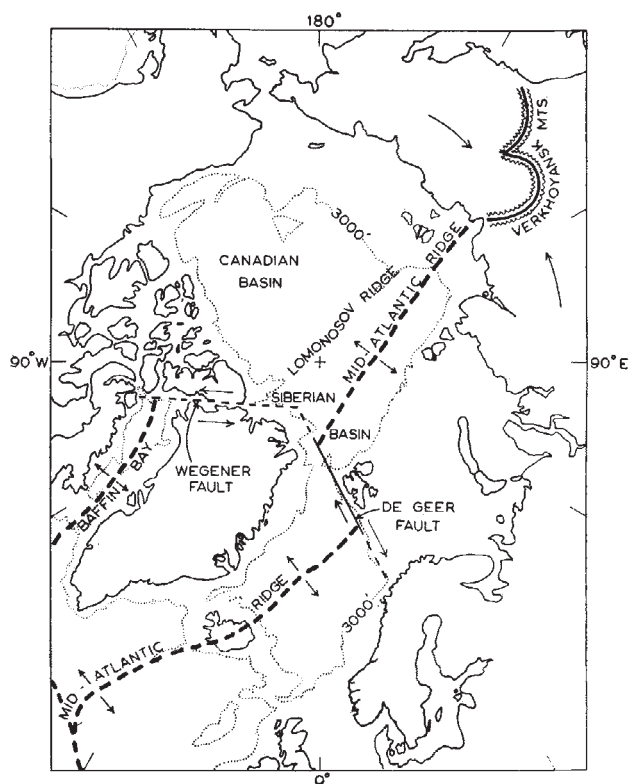 180°
VERKHOYANSK MTS.
3000
CANADIAN
BASIN
LOMONOSOV RIDGE
MID ATLANTIC RIDGE
90°W
90°E
SIBERIAN
BASIN
WEGENER
FAULT
BAFFIN BAY
DE GEER
FAULT
3000
MID ATLANTIC RIDGE
0°